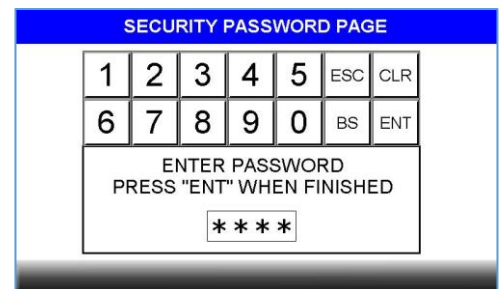 SECURITY PASSWORD PAGE
1 2 3 4 5 ESC CLR
6 7 8 9 0 BS ENT
ENTER PASSWORD
PRESS "ENT" WHEN FINISHED
****